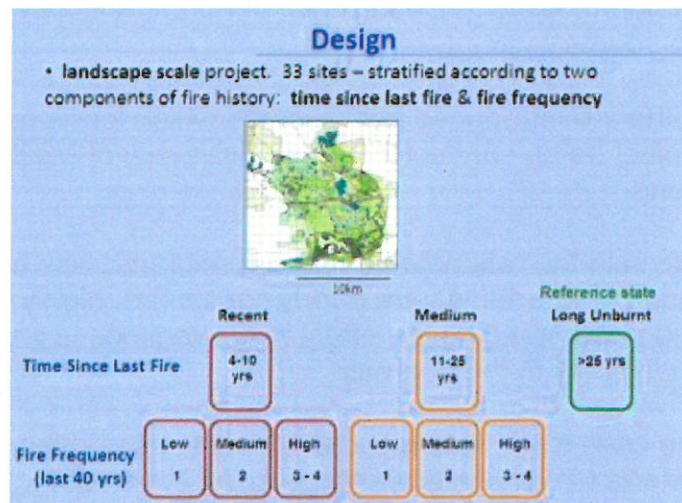 Design
• landscape scale project. 33 sites – stratified according to two
components of fire history: time since last fire & fire frequency
10km
Reference state
Recent Medium Long Unburnt
Time Since Last Fire 4-10 yrs 11-25 yrs >25 yrs
Fire Frequency (last 40 yrs)
Low Medium High Low Medium High
1 2 3 - 4 1 2 3 - 4